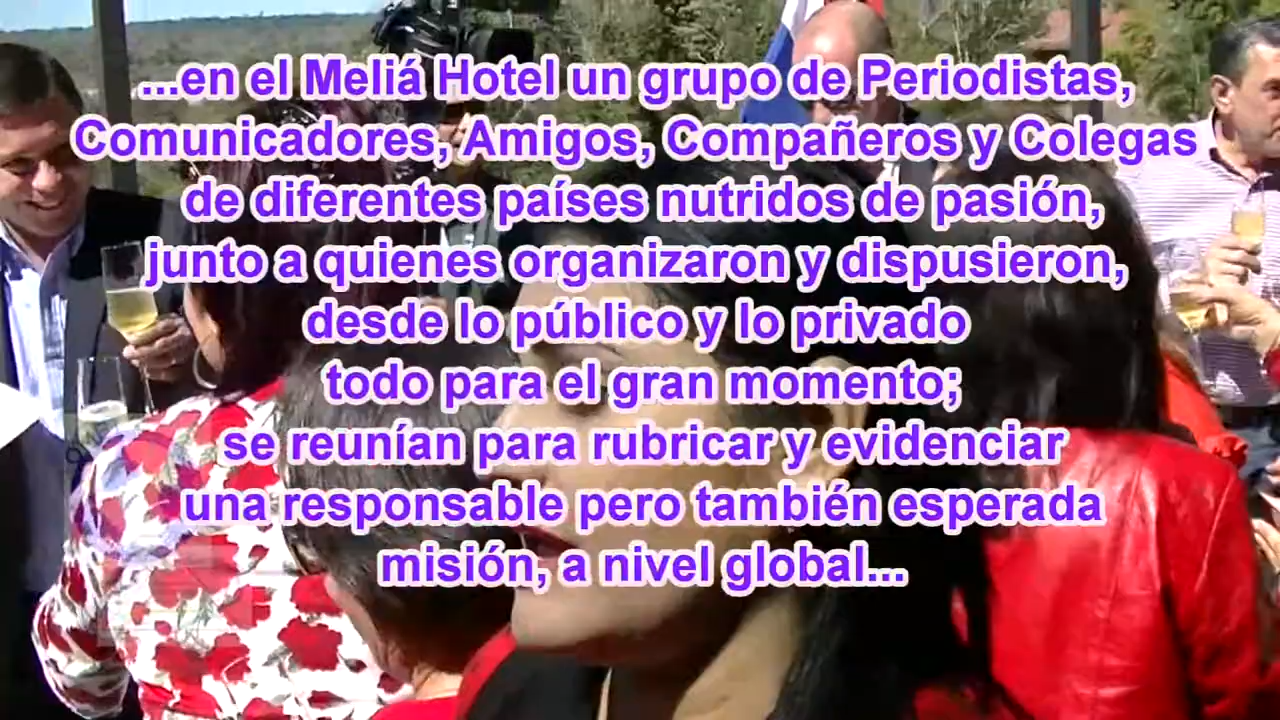 ...en el Meliá Hotel un grupo de Periodistas,
Comunicadores, Amigos, Compañeros y Colegas
de diferentes países nutridos de pasión,
junto a quienes organizaron y dispusieron,
desde lo público y lo privado
todo para el gran momento;
se reunían para rubricar y evidenciar
una responsable pero también esperada
misión, a nivel global...